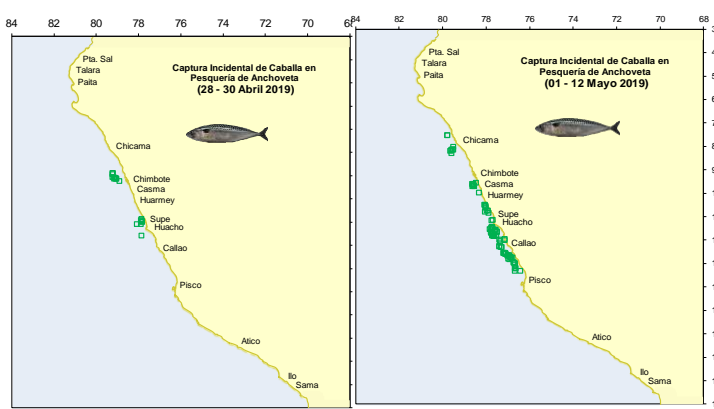 84 82 80 78 76 74 72 70 6
Pta. Sal
Talara
Paita
Captura Incidental de Caballa en
Pesquería de Anchoveta
(28 - 30 Abril 2019)
Chicama
Chimbote
Casma
Huarmey
Supe
Huacho
Callao
Pisco
Atico
Ilo
Sama
84 82 80 78 76 74 72 70 68
Pta. Sal
Talara
Paita
Captura Incidental de Caballa en
Pesquería de Anchoveta
(01 - 12 Mayo 2019)
Chicama
Chimbote
Casma
Huarmey
Supe
Huacho
Callao
Pisco
Atico
Ilo
Sama